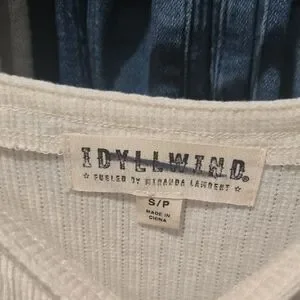 IDYLLWIND®
★ FUELED BY MIRANDA LAMBERT ★
S/P
MADE IN
CHINA